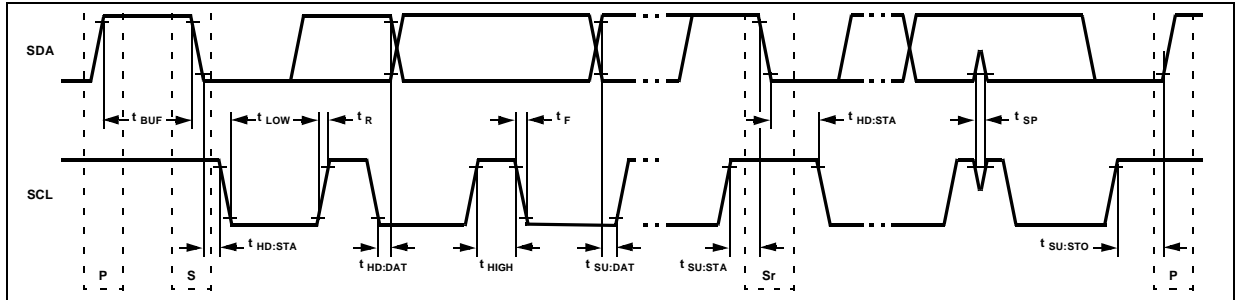 SDA
t BUF
t LOW
t R
t F
t HD:STA
t SP
SCL
t HD:STA
t HD:DAT
t HIGH
t SU:DAT
t SU:STA
t SU:STO
P
S
Sr
P